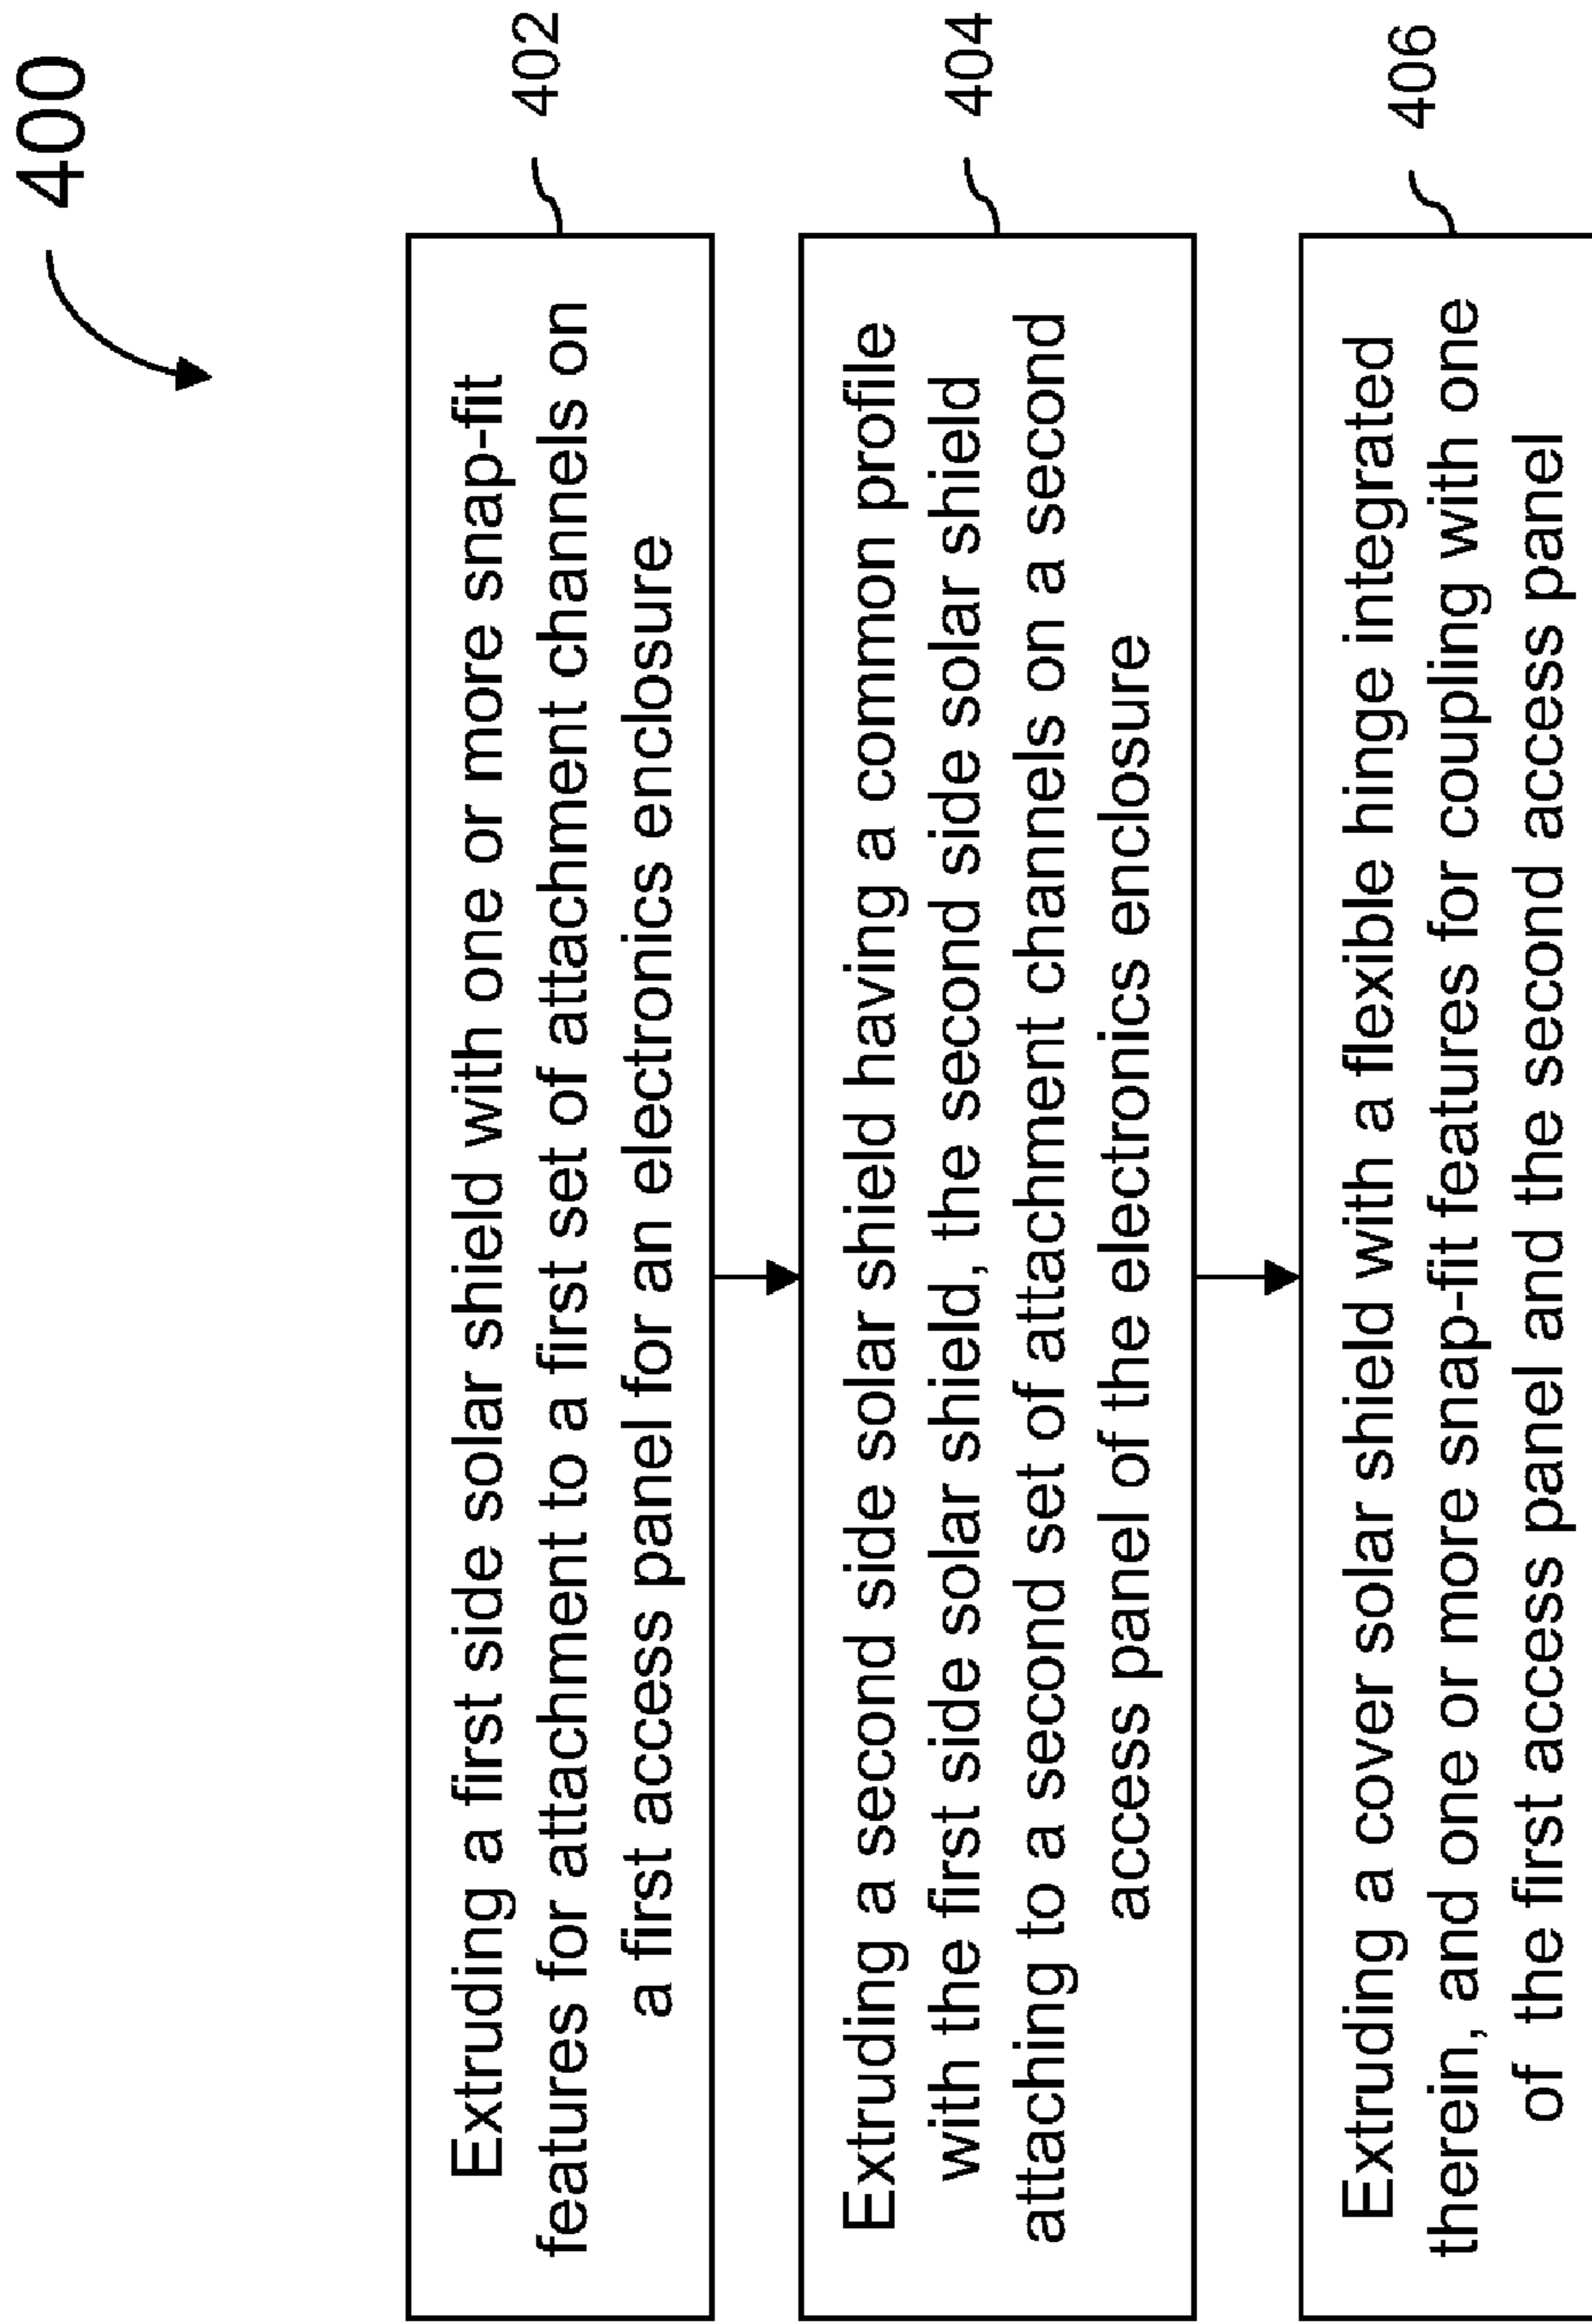 400
Extruding a first side solar shield with one or more snap-fit
features for attachment to a first set of attachment channels on
a first access panel for an electronics enclosure
402
Extruding a second side solar shield having a common profile
with the first side solar shield, the second side solar shield
attaching to a second set of attachment channels on a second
access panel of the electronics enclosure
404
Extruding a cover solar shield with a flexible hinge integrated
therein, and one or more snap-fit features for coupling with one
of the first access panel and the second access panel
406